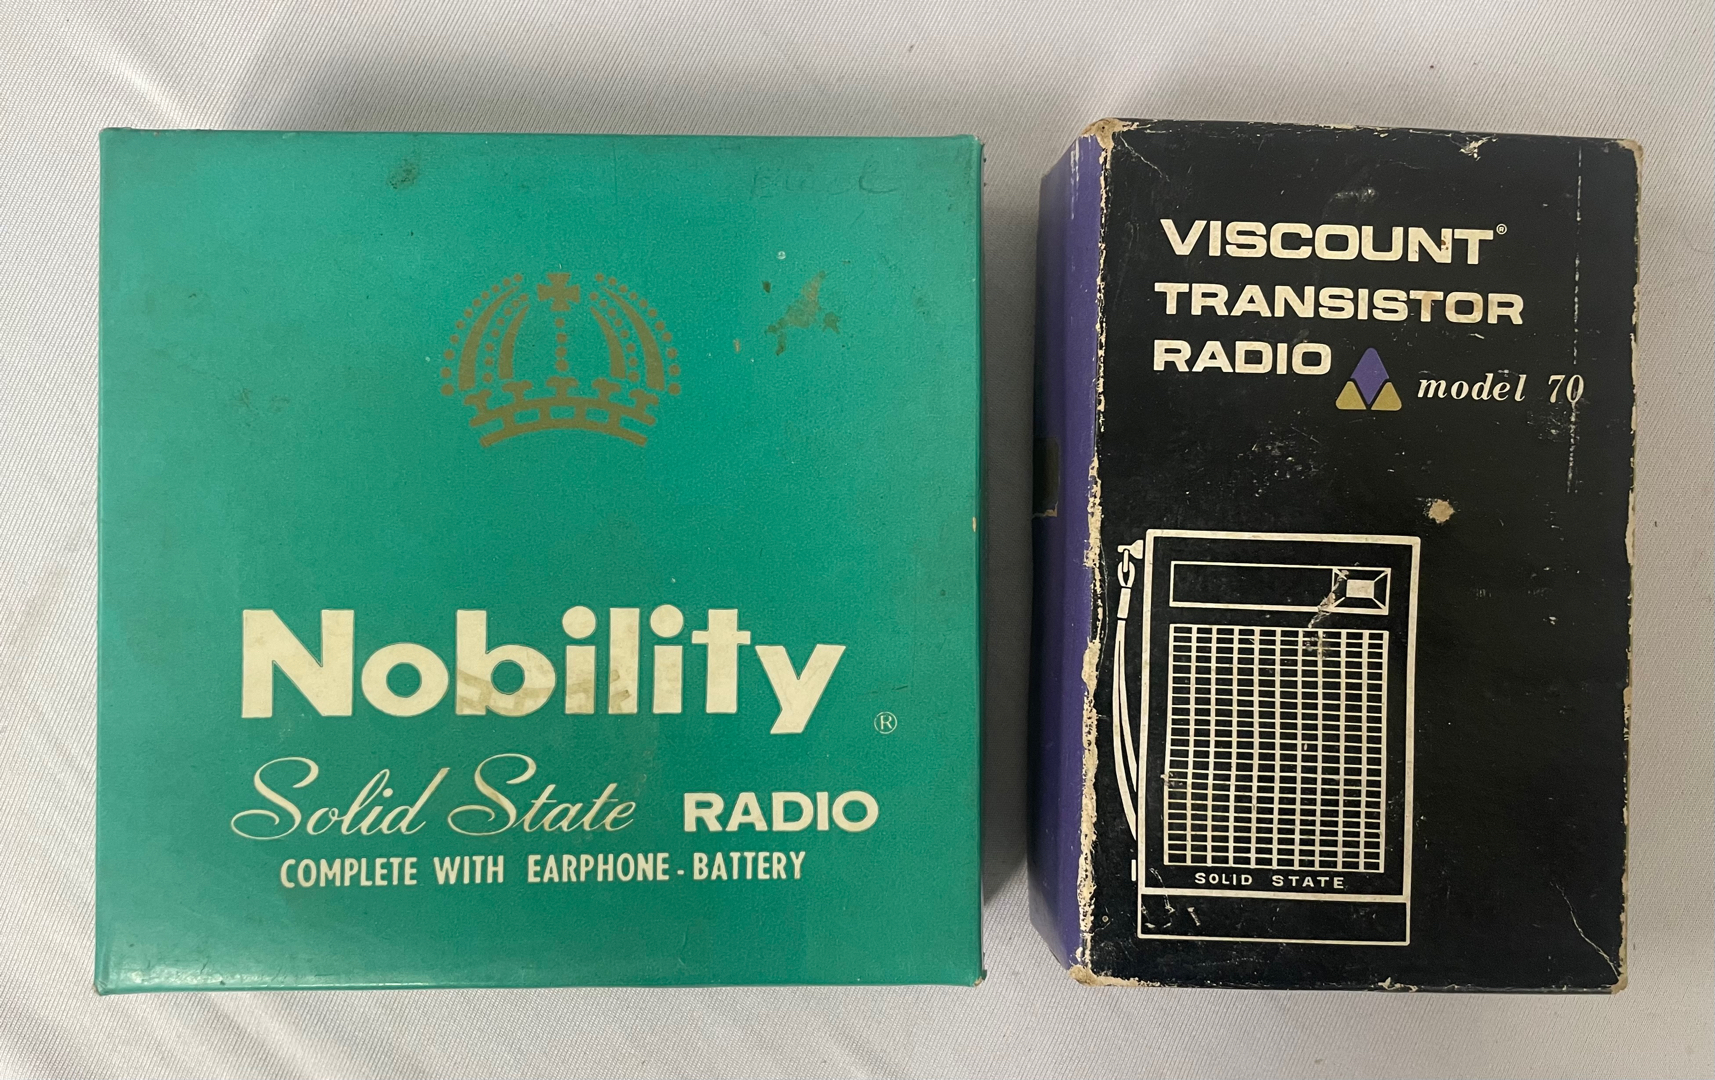 Nobility ®
Solid State RADIO
COMPLETE WITH EARPHONE - BATTERY
VISCOUNT®
TRANSISTOR
RADIO model 70
SOLID STATE